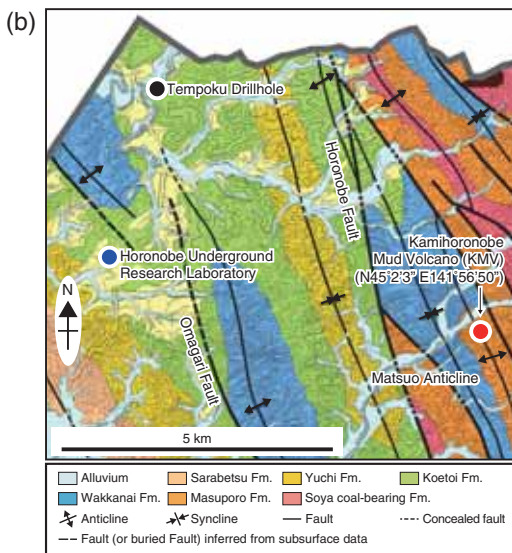 (b)
Tempoku Drillhole
Horonobe Fault
Kamihoronobe
Mud Volcano (KMV)
(N45˚2'3" E141˚56'50")
Horonobe Underground
Research Laboratory
N
Omagari Fault
Matsuo Anticline
5 km
Alluvium Sarabetsu Fm. Yuchi Fm. Koetoi Fm.
Wakkanai Fm. Masuporo Fm. Soya coal-bearing Fm.
Anticline Syncline Fault Concealed fault
Fault (or buried Fault) inferred from subsurface data